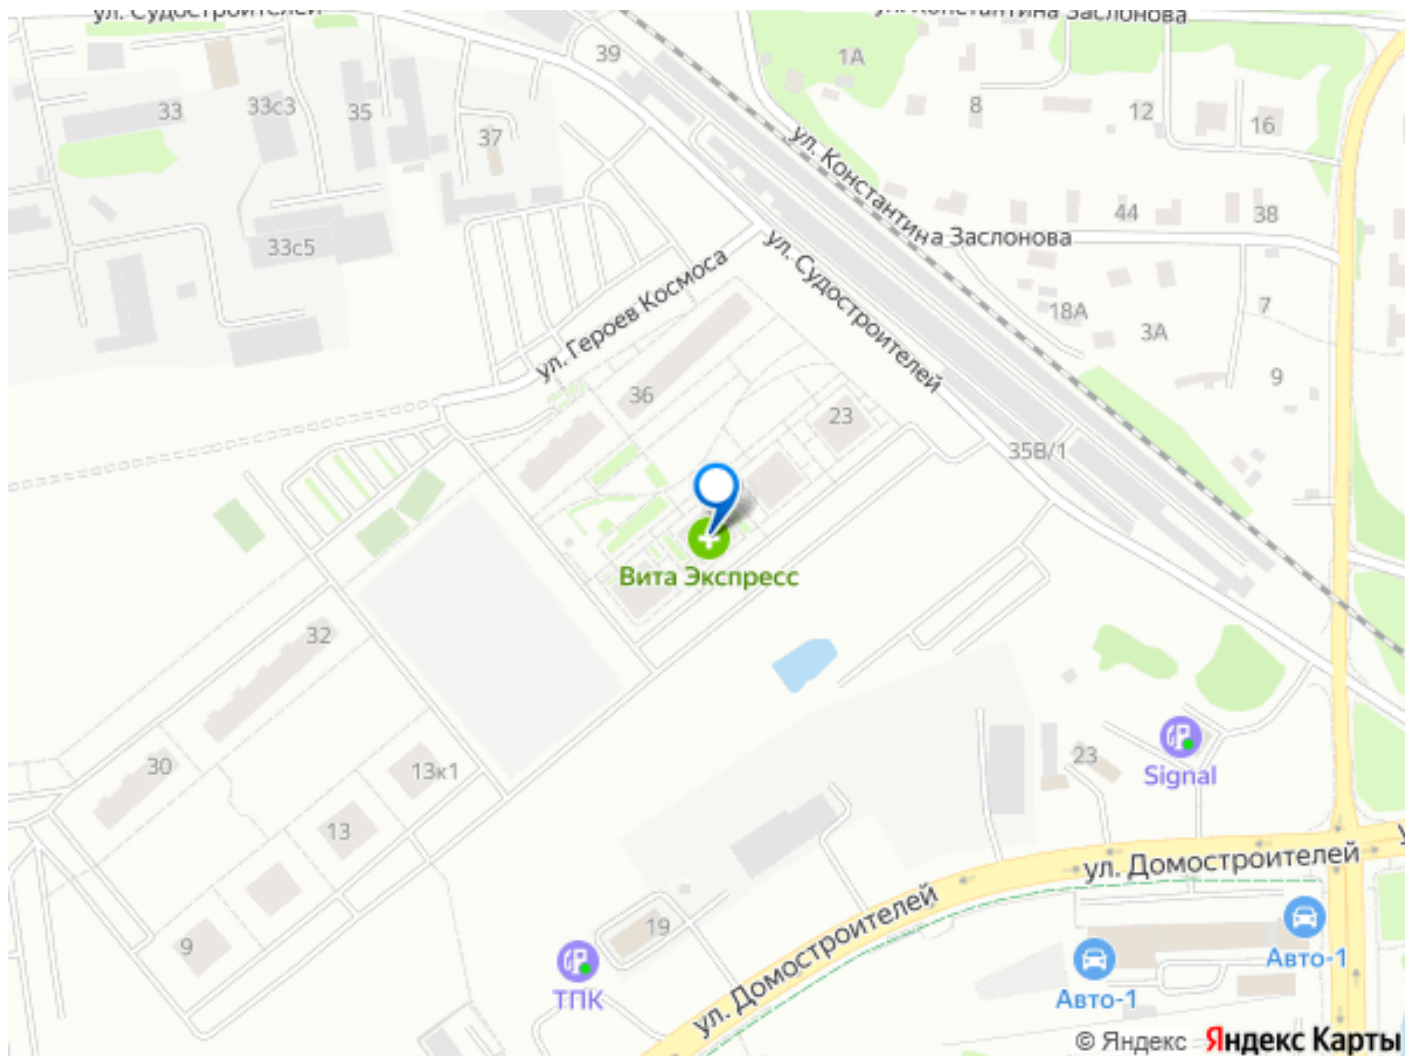 ул. Судостроителей
ул. Константина Заслонова
39
1А
33
33с3
35
8
12
16
37
ул. Константина Заслонова
44
38
33с5
ул. Героев Космоса
ул. Судостроителей
18А
7
3А
36
9
23
35В/1
Вита Экспресс
32
30
13к1
23
Signal
13
ул. Домостроителей
ул. Домостроителей
19
9
ТПК
Авто-1
Авто-1
© Яндекс Яндекс Карты